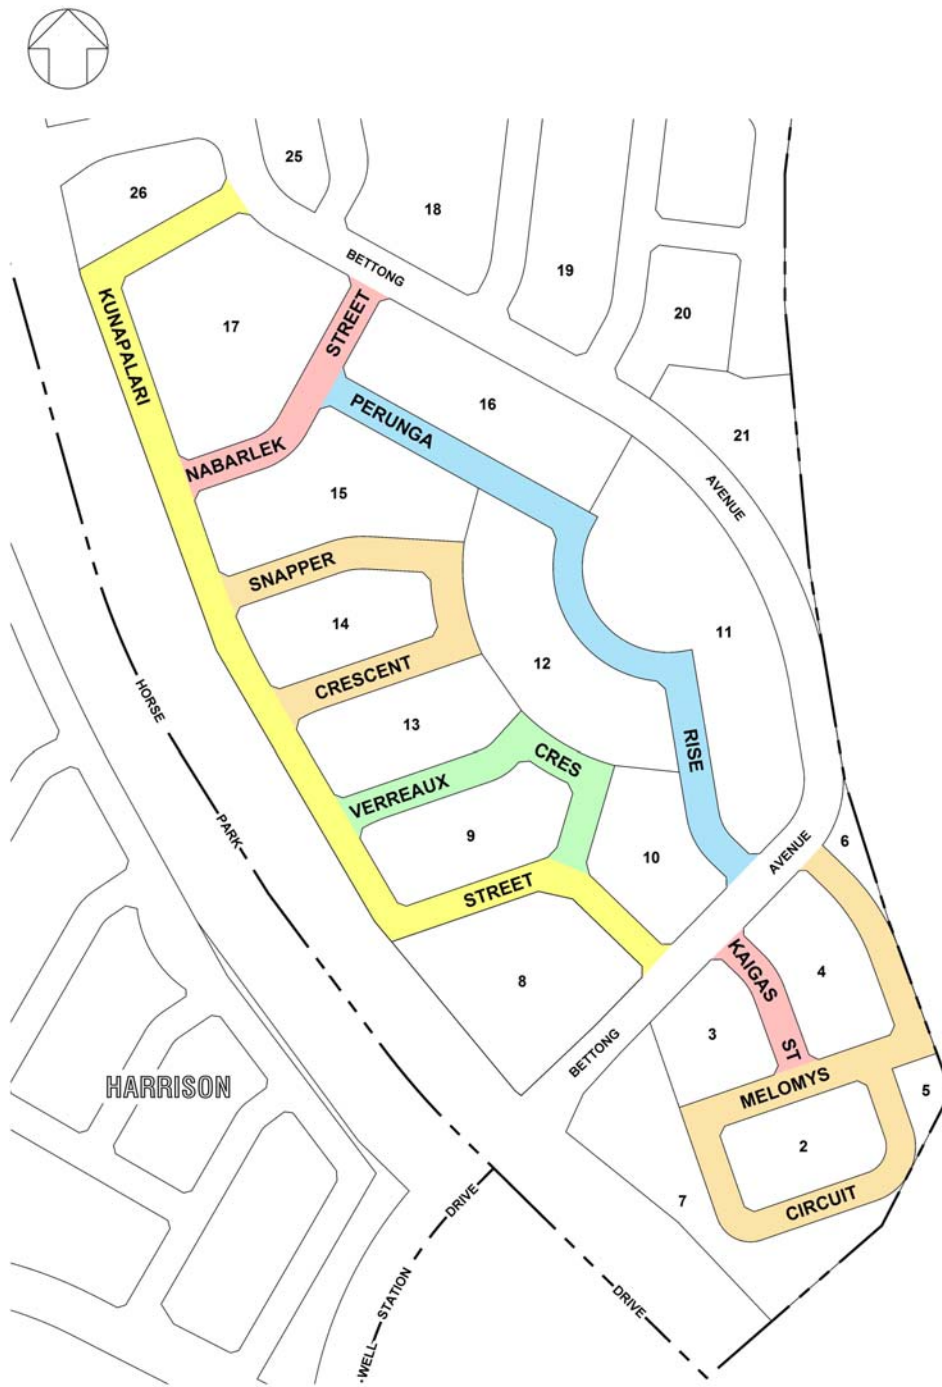 25
26
18
BETTONG
19
KUNAPALARI
17
STREET
20
16
PERUNGA
21
NABARLEK
15
AVENUE
SNAPPER
14
11
CRESCENT
12
HORSE
13
RISE
CRES
VERREAUX
PARK
9
10
AVENUE
6
STREET
8
KAIGAS
ST
4
3
BETTONG
HARRISON
MELOMYS
5
2
7
CIRCUIT
DRIVE
STATION
WELL
DRIVE